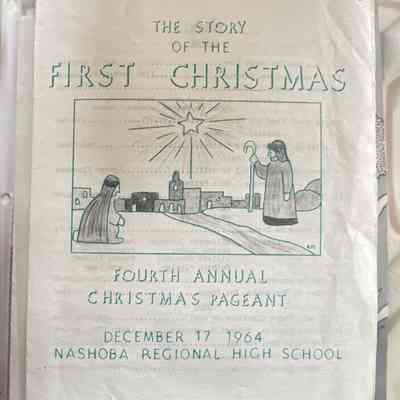 THE STORY
OF THE
FIRST CHRISTMAS
FOURTH ANNUAL
CHRISTMAS PAGEANT
DECEMBER 17 1964
NASHOBA REGIONAL HIGH SCHOOL